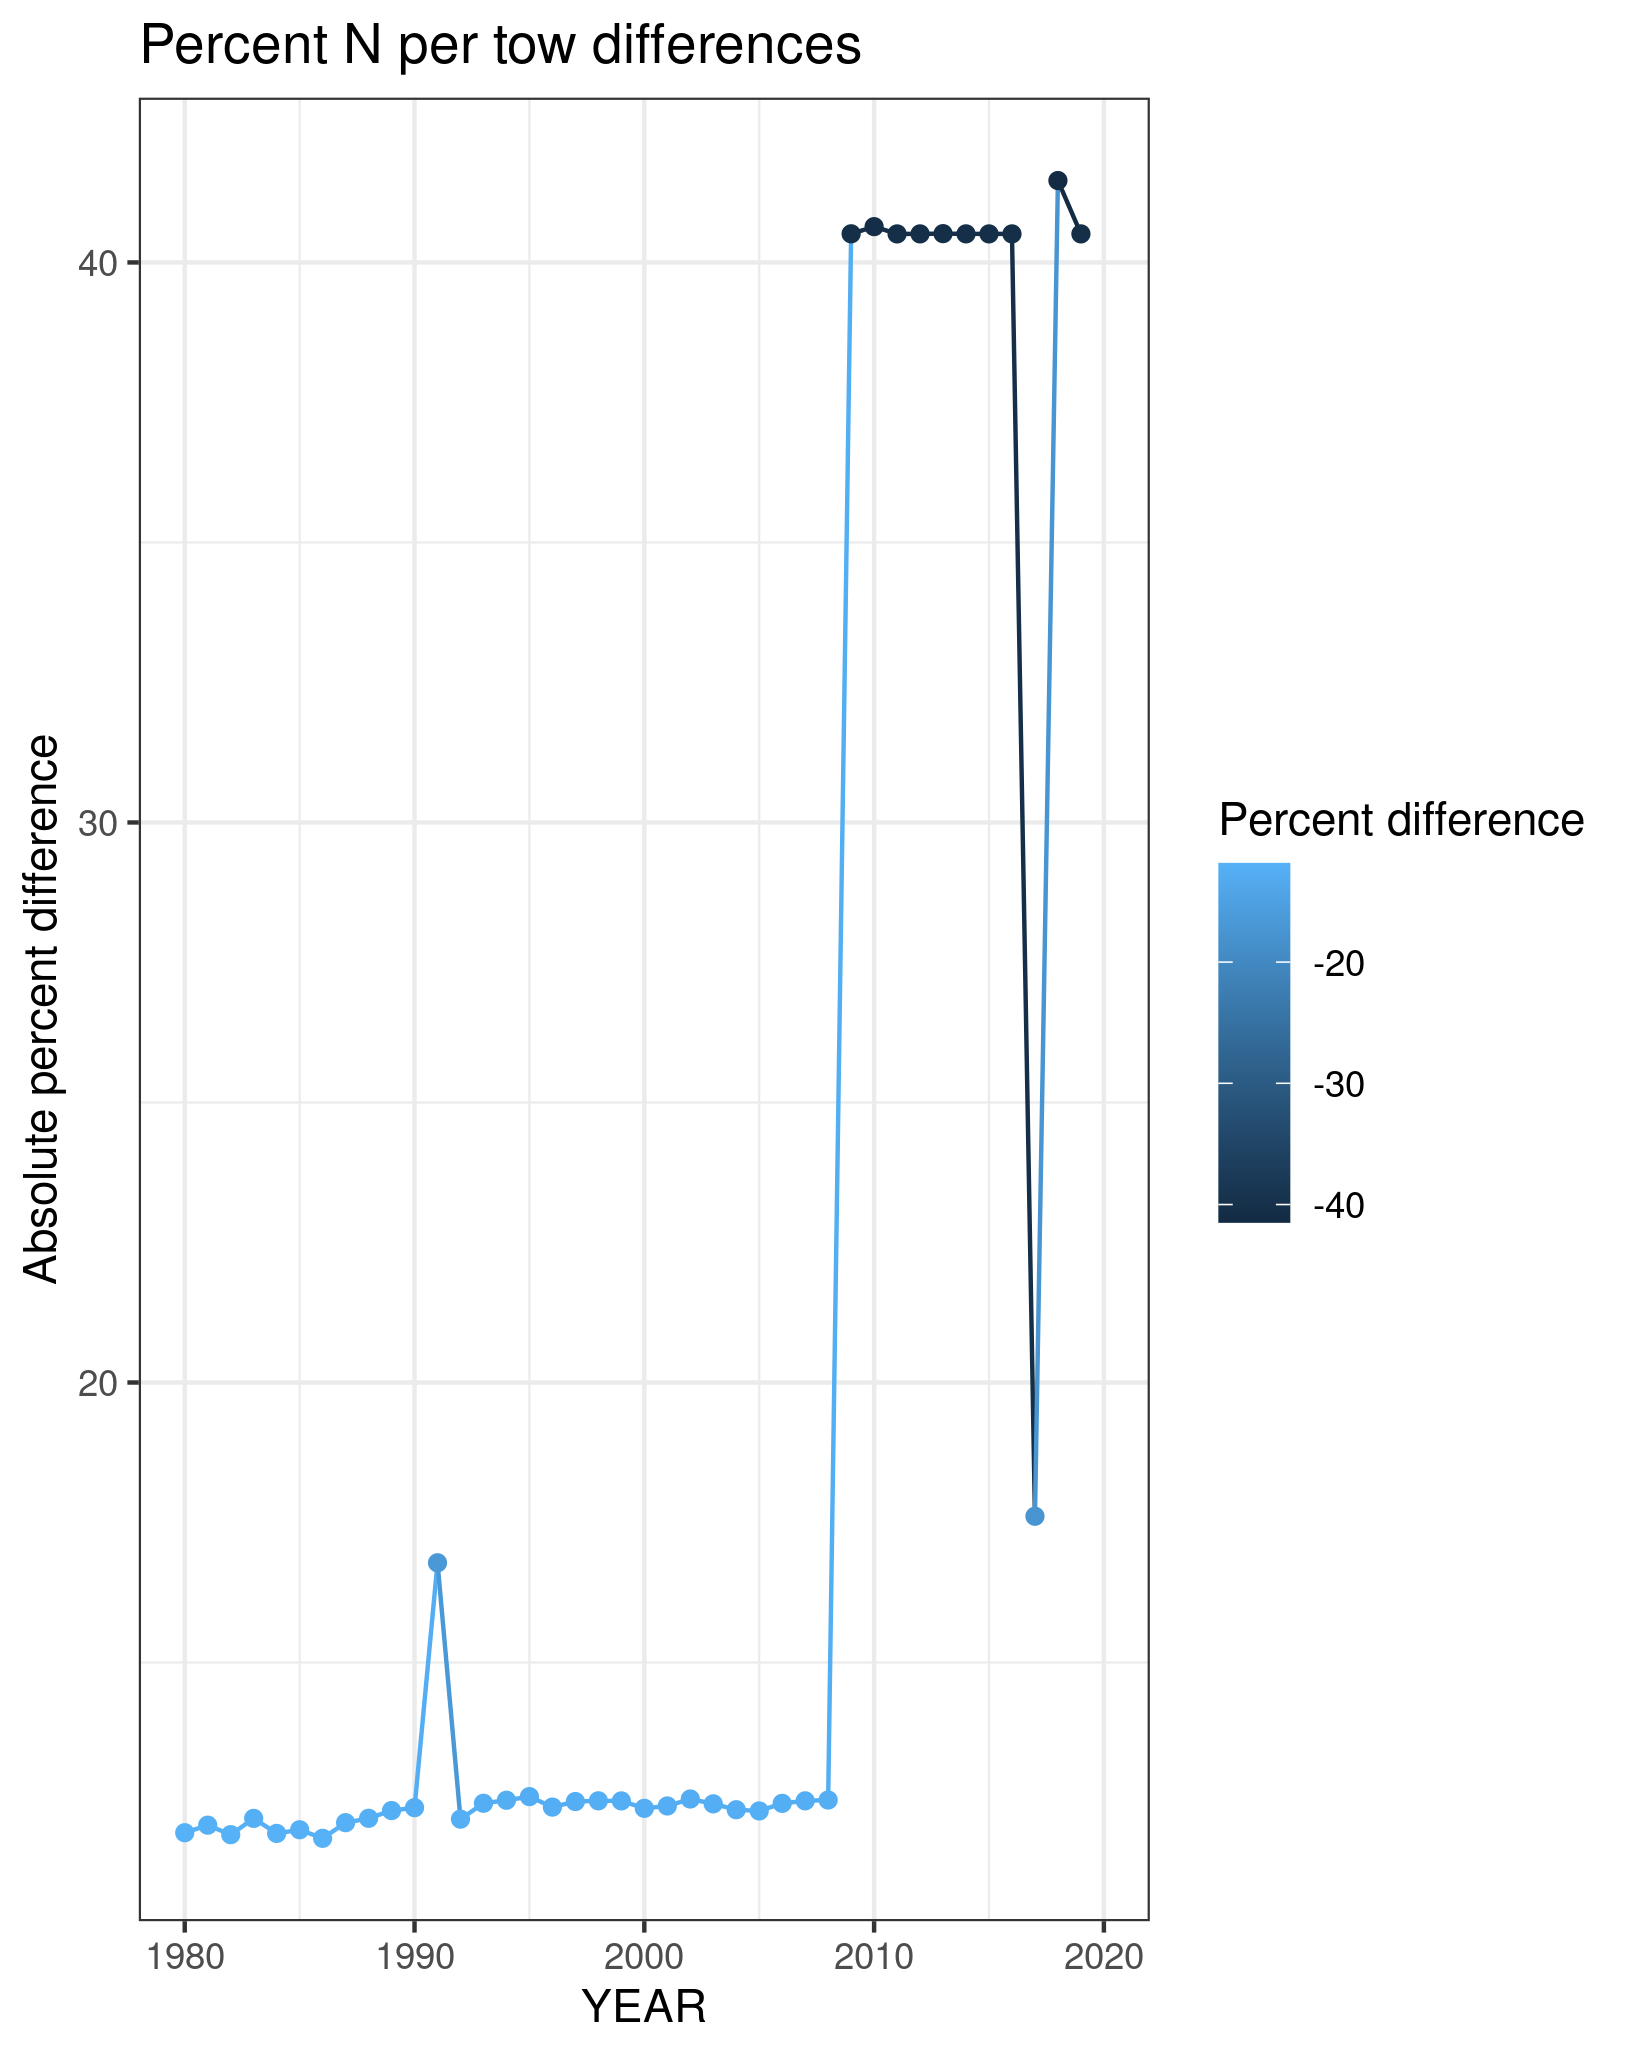 Percent N per tow differences
Absolute percent difference
40
30
20
1980
1990
2000
2010
2020
YEAR
Percent difference
-20
-30
-40